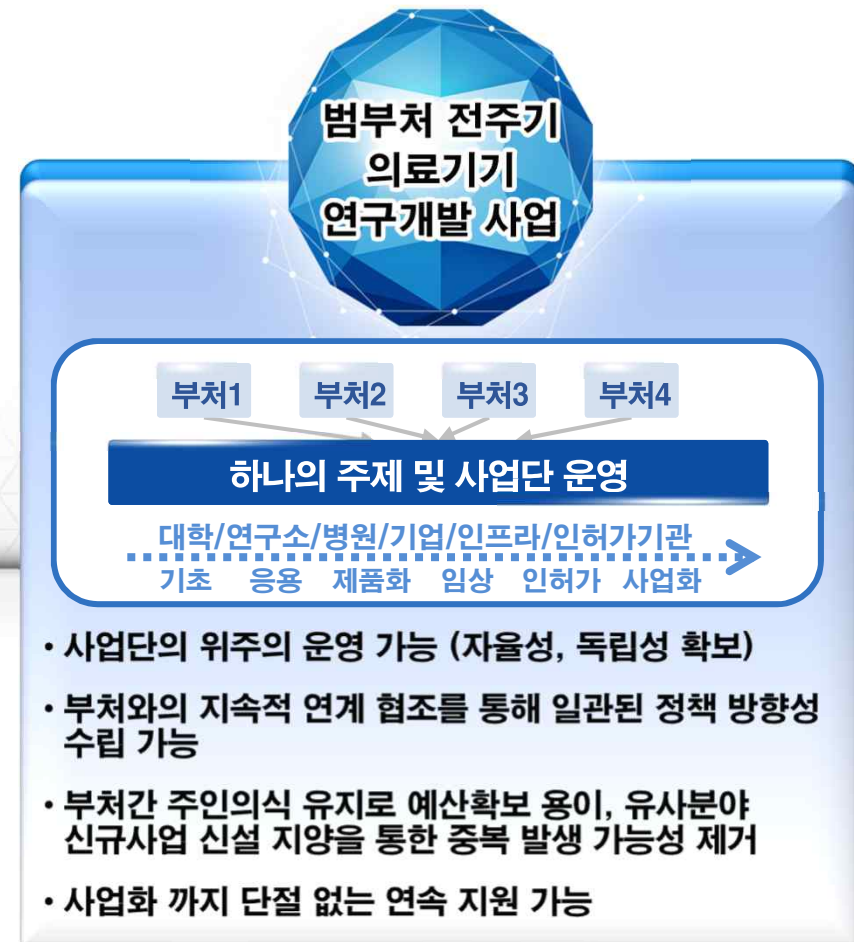 범부처 전주기
의료기기
연구개발 사업
부처1 부처2 부처3 부처4
하나의 주제 및 사업단 운영
대학/연구소/병원/기업/인프라/인허가기관
기초 응용 제품화 임상 인허가 사업화
• 사업단의 위주의 운영 가능 (자율성, 독립성 확보)
• 부처와의 지속적 연계 협조를 통해 일관된 정책 방향성
수립 가능
• 부처간 주인의식 유지로 예산확보 용이, 유사분야
신규사업 신설 지양을 통한 중복 발생 가능성 제거
• 사업화 까지 단절 없는 연속 지원 가능